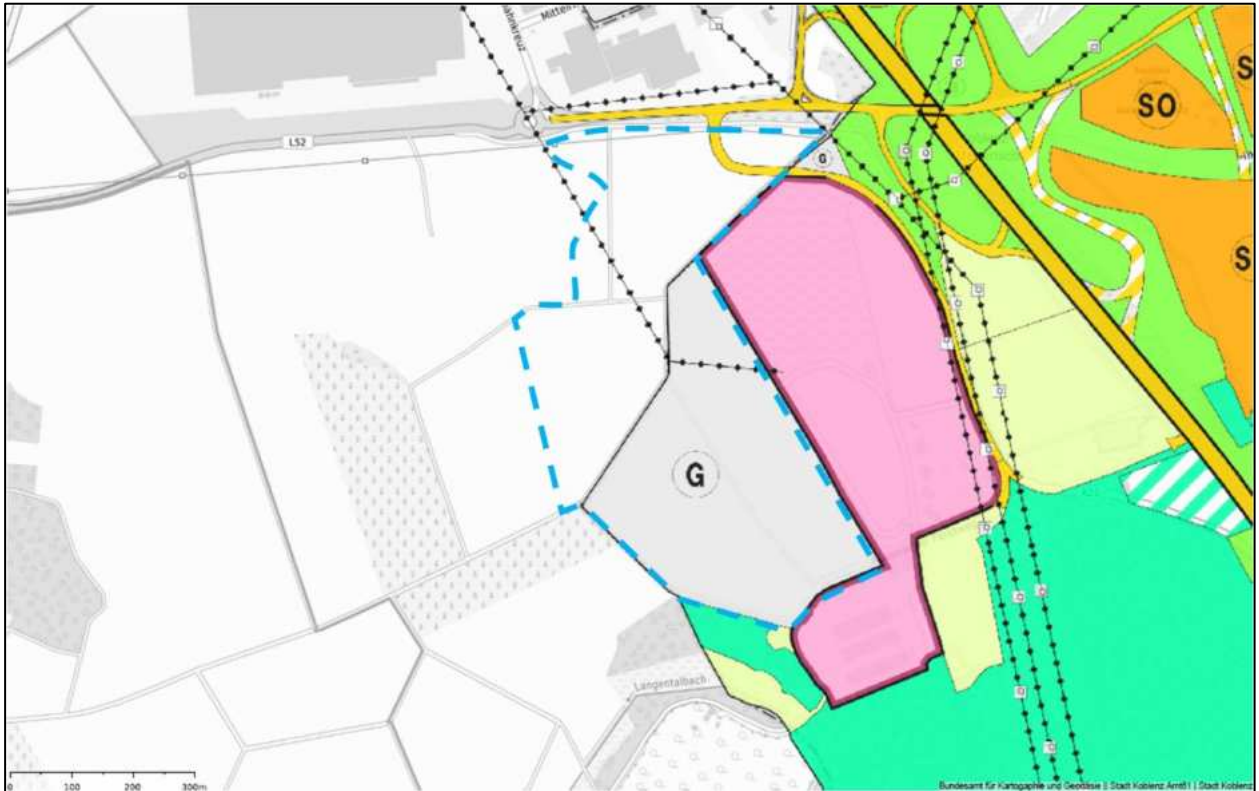 SO
S
L52
G
S
G
Langentalbach
0 100 200 300m
Bundesamt für Kartographie und Geodäsie || Stadt Koblenz Amt61 | Stadt Koblenz